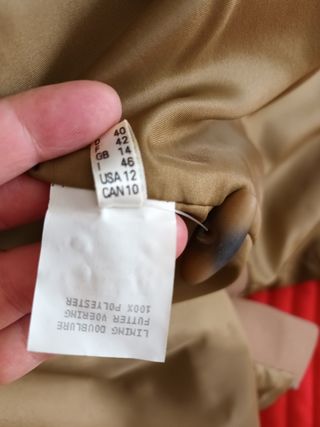 D 40
F 42
GB 14
I 46
USA 12
CAN 10
100% POLYESTER
FUTTER VOERING
LINING DOUBLURE